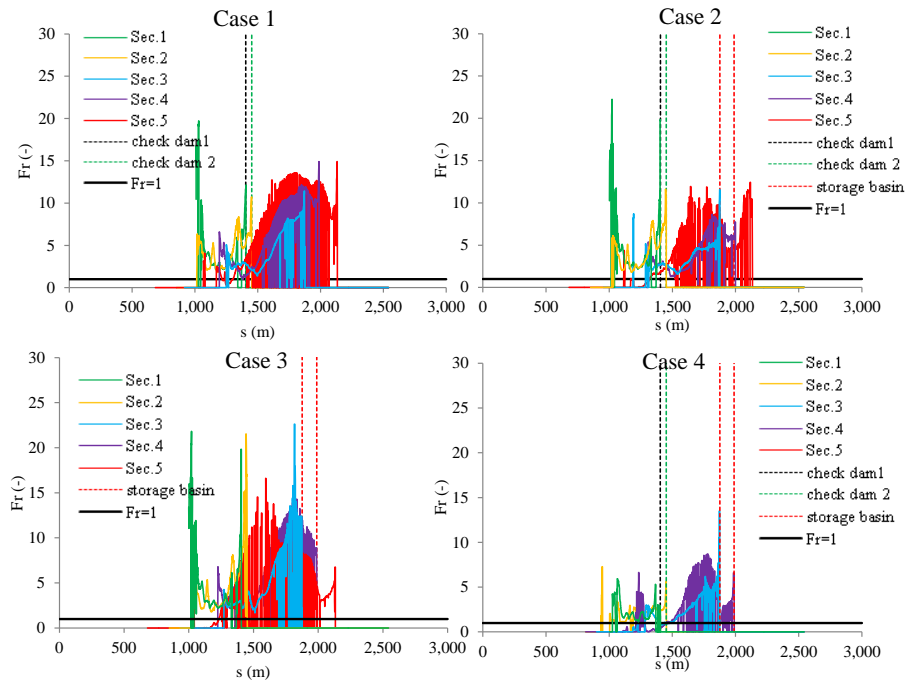 Case 1
30
25
20
15
10
5
0
Fr (-)
Sec.1
Sec.2
Sec.3
Sec.4
Sec.5
check dam1
check dam 2
Fr=1
0
500
1,000
1,500
2,000
2,500
3,000
s (m)
Case 2
30
25
20
15
10
5
0
Fr (-)
Sec.1
Sec.2
Sec.3
Sec.4
Sec.5
check dam1
check dam 2
storage basin
Fr=1
0
500
1,000
1,500
2,000
2,500
3,000
s (m)
Case 3
30
25
20
15
10
5
0
Fr (-)
Sec.1
Sec.2
Sec.3
Sec.4
Sec.5
storage basin
Fr=1
0
500
1,000
1,500
2,000
2,500
3,000
s (m)
Case 4
30
25
20
15
10
5
0
Fr (-)
Sec.1
Sec.2
Sec.3
Sec.4
Sec.5
check dam1
check dam 2
storage basin
Fr=1
0
500
1,000
1,500
2,000
2,500
3,000
s (m)